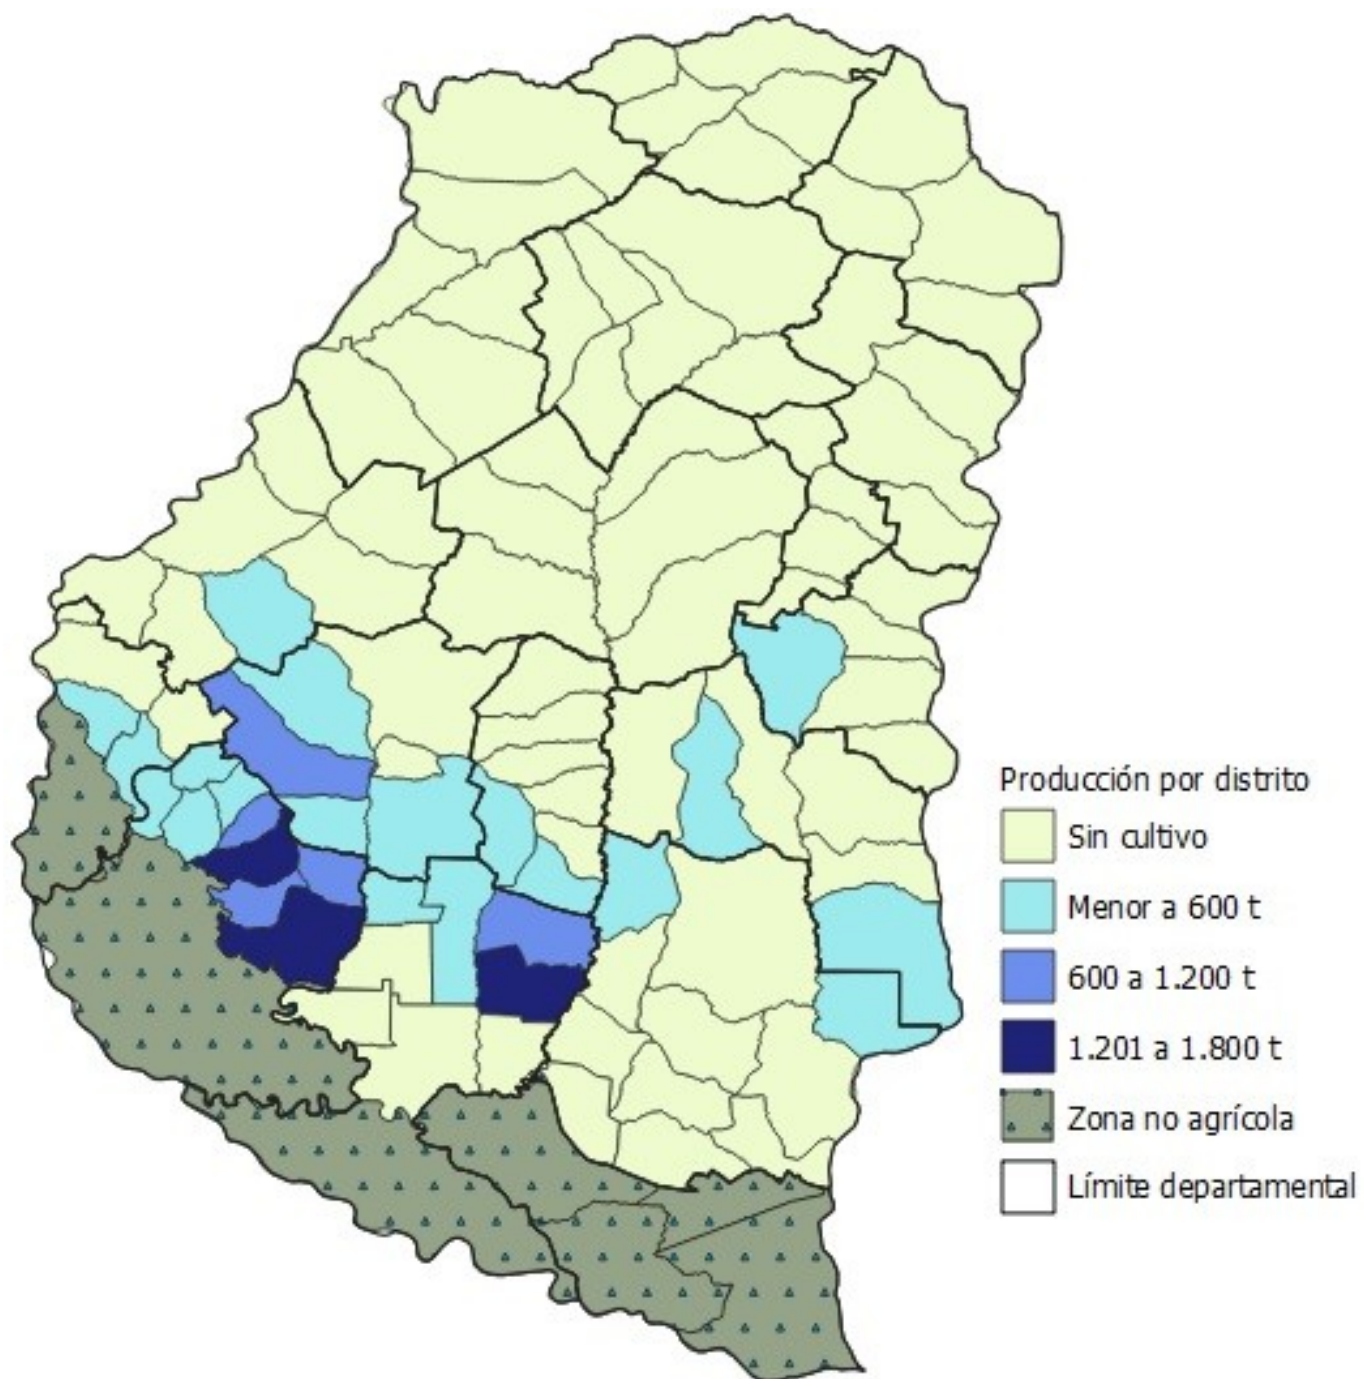 Producción por distrito
Sin cultivo
Menor a 600 t
600 a 1.200 t
1.201 a 1.800 t
Zona no agrícola
Límite departamental